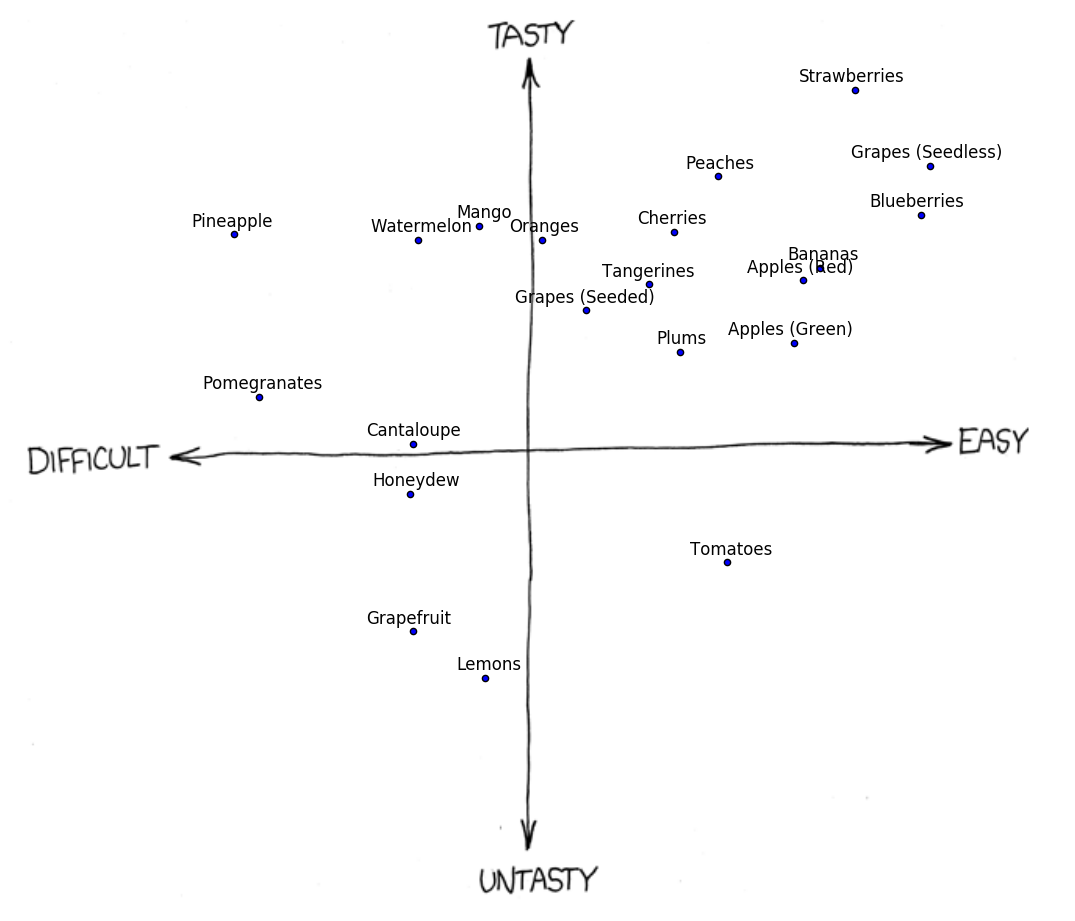 TASTY
Strawberries
Grapes (Seedless)
Peaches
Blueberries
Mango
Cherries
Pineapple
Watermelon
Oranges
Bananas
Apples (Red)
Tangerines
Grapes (Seeded)
Apples (Green)
Plums
Pomegranates
Cantaloupe
EASY
DIFFICULT
Honeydew
Tomatoes
Grapefruit
Lemons
UNTASTY